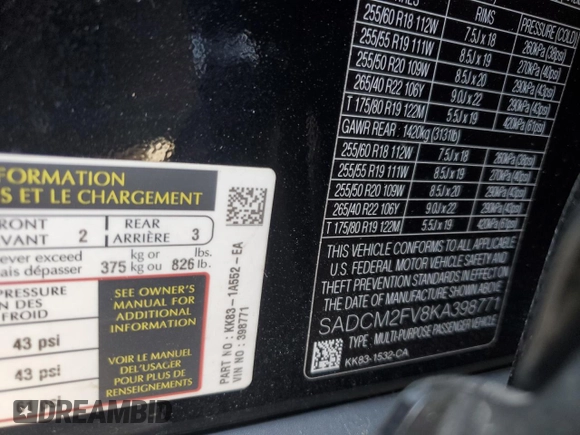 FORMATION
S ET LE CHARGEMENT
FRONT 2 REAR 3
AVANT ARRIÈRE
ever exceed kg or lbs.
ais dépasser 375 kg ou 826 lb.
PRESSURE
ON DES
FROID
SEE OWNER'S
MANUAL FOR
ADDITIONAL
INFORMATION
43 psi
43 psi
VOIR LE MANUEL
DEL'USAGER
POUR PLUS DE
RENSEIGNEMENTS
PART NO : KK83-1A552 - EA
VIN NO : 398771
RIMS PRESSURE (COLD)
255/60 R18 112W 7.5J x 18 260kPa (38psi)
255/55 R19 111W 8.5J x 19 270kPa (40psi)
255/50 R20 109W 8.5J x 20 290kPa (43psi)
265/40 R22 106Y 9.0J x 22 290kPa (43psi)
T 175/80 R19 122M 5.5J x 19 420kPa (61psi)
GAWR REAR : 1420kg (3131lb)
255/60 R18 112W 7.5J x 18 260kPa (38psi)
255/55 R19 111W 8.5J x 19 270kPa (40psi)
255/50 R20 109W 8.5J x 20 290kPa (43psi)
265/40 R22 106Y 9.0J x 22 290kPa (43psi)
T 175/80 R19 122M 5.5J x 19 420kPa (61psi)
THIS VEHICLE CONFORMS TO ALL APPLICABLE
U.S. FEDERAL MOTOR VEHICLE SAFETY AND
THEFT PREVENTION STANDARDS IN EFFECT ON
THE DATE OF MANUFACTURE SHOWN ABOVE.
SADCM2FV8KA398771
TYPE : MULTI-PURPOSE PASSENGER VEHICLE
KK83-1532-CA
DREAMBID